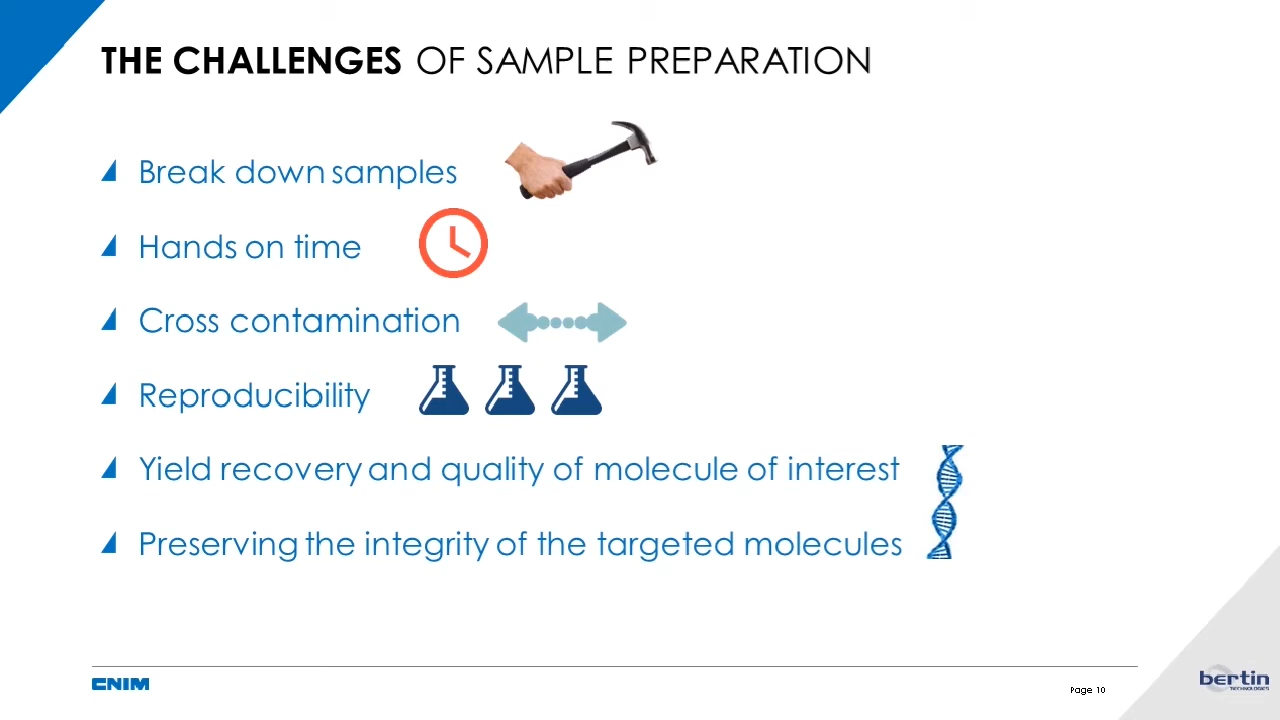 THE CHALLENGES OF SAMPLE PREPARATION
Break down samples
Hands on time
Cross contamination
Reproducibility
Yield recovery and quality of molecule of interest
Preserving the integrity of the targeted molecules
CNIM
Page 10
bertin
TECHNOLOGIES